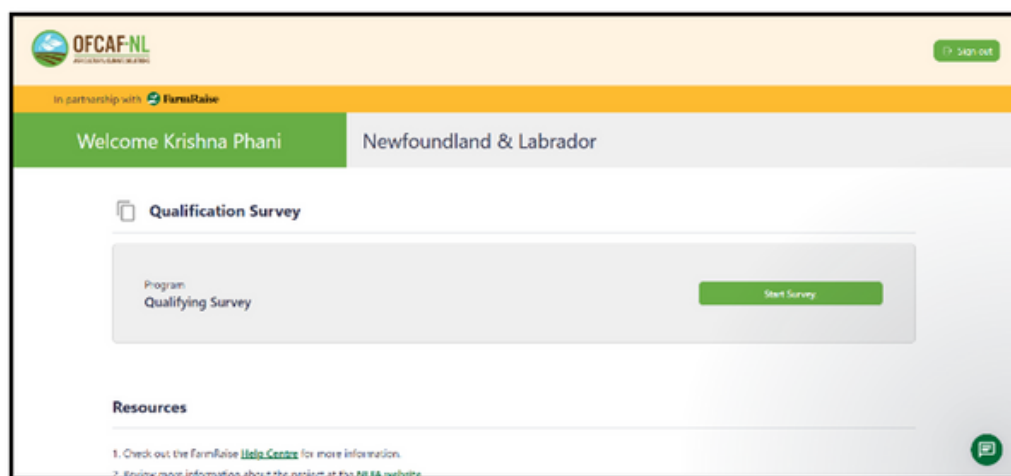 OFCAF-NL
Sign out
In partnership with FarmRaise
Welcome Krishna Phani
Newfoundland & Labrador
Qualification Survey
Program
Qualifying Survey
Start Survey
Resources
1. Check out the FarmRaise Help Centre for more information.
2. Review more information about the project at the NLFA website.